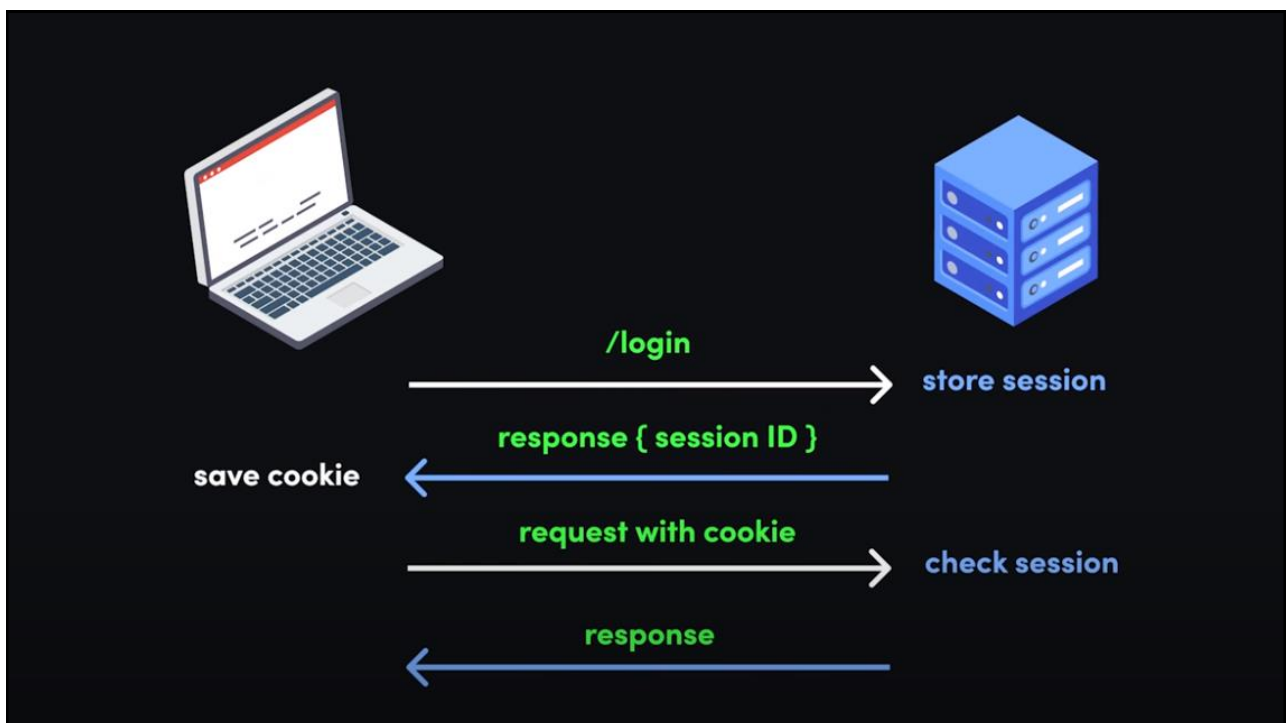 /login
store session
response { session ID }
save cookie
request with cookie
check session
response